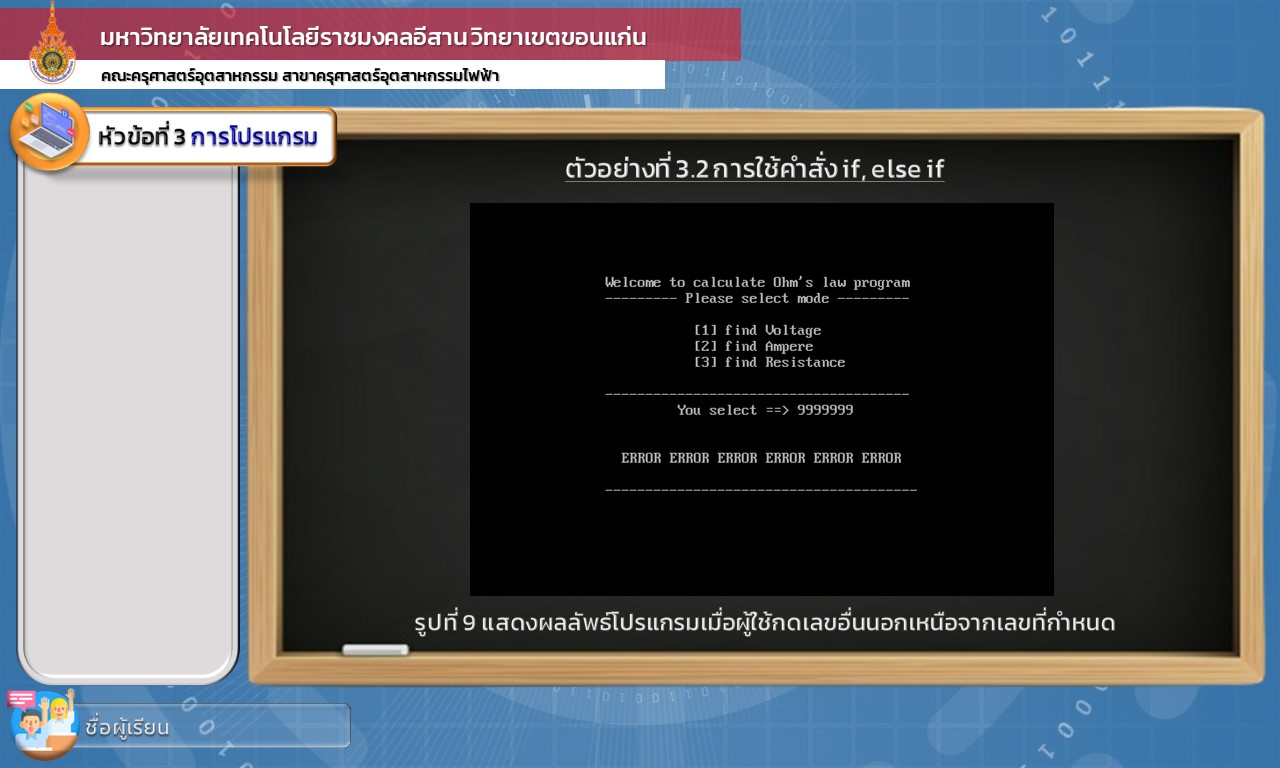 มหาวิทยาลัยเทคโนโลยีราชมงคลอีสาน วิทยาเขตขอนแก่น
คณะครุศาสตร์อุตสาหกรรม สาขาครุศาสตร์อุตสาหกรรมไฟฟ้า
หัวข้อที่ 3 การโปรแกรม
ตัวอย่างที่ 3.2 การใช้คำสั่ง if, else if
Welcome to calculate Ohm's law program
--------- Please select mode ---------
[1] find Voltage
[2] find Ampere
[3] find Resistance
--------------------------------------
You select ==> 9999999
ERROR ERROR ERROR ERROR ERROR ERROR
---------------------------------------
รูปที่ 9 แสดงผลลัพธ์โปรแกรมเมื่อผู้ใช้กดเลขอื่นนอกเหนือจากเลขที่กำหนด
ชื่อผู้เรียน